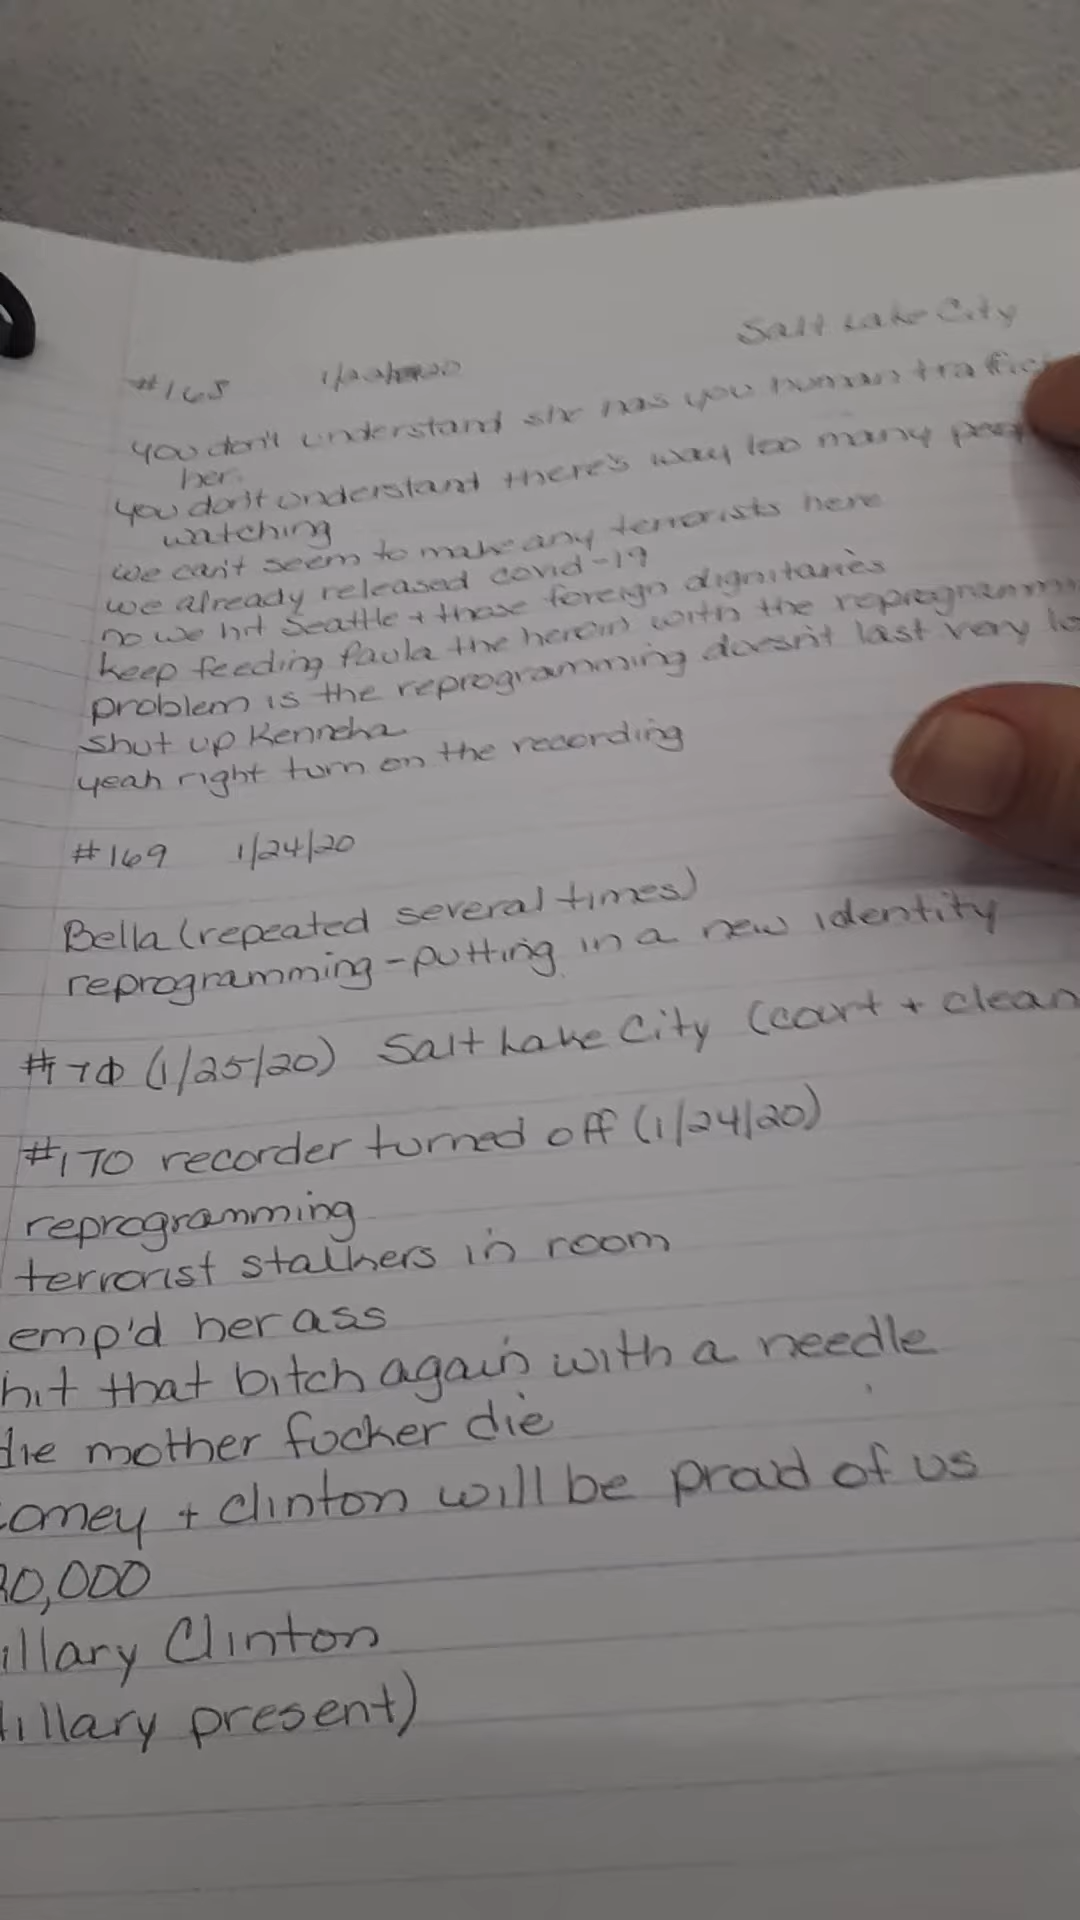 Salt Lake City
#168
you don't understand she has you human traffic
her.
you don't understand there's way too many peop
watching
we can't seem to make any terrorists here
we already released covid-19
no we hit Seattle + those foreign dignitaries
keep feeding Paula the heroin with the reprogrammi
problem is the reprogramming doesn't last very lo
shut up Kenneha
yeah right turn on the recording
#169 1/24/20
Bella (repeated several times)
reprogramming - putting in a new identity
(1/25/20) Salt Lake City (court + clean
#170 recorder turned off (1/24/20)
reprogramming
terrorist stalkers in room
emp'd her ass
hit that bitch again with a needle
die mother focker die
omey + Clinton will be proud of us
0,000
illary Clinton
illary present)